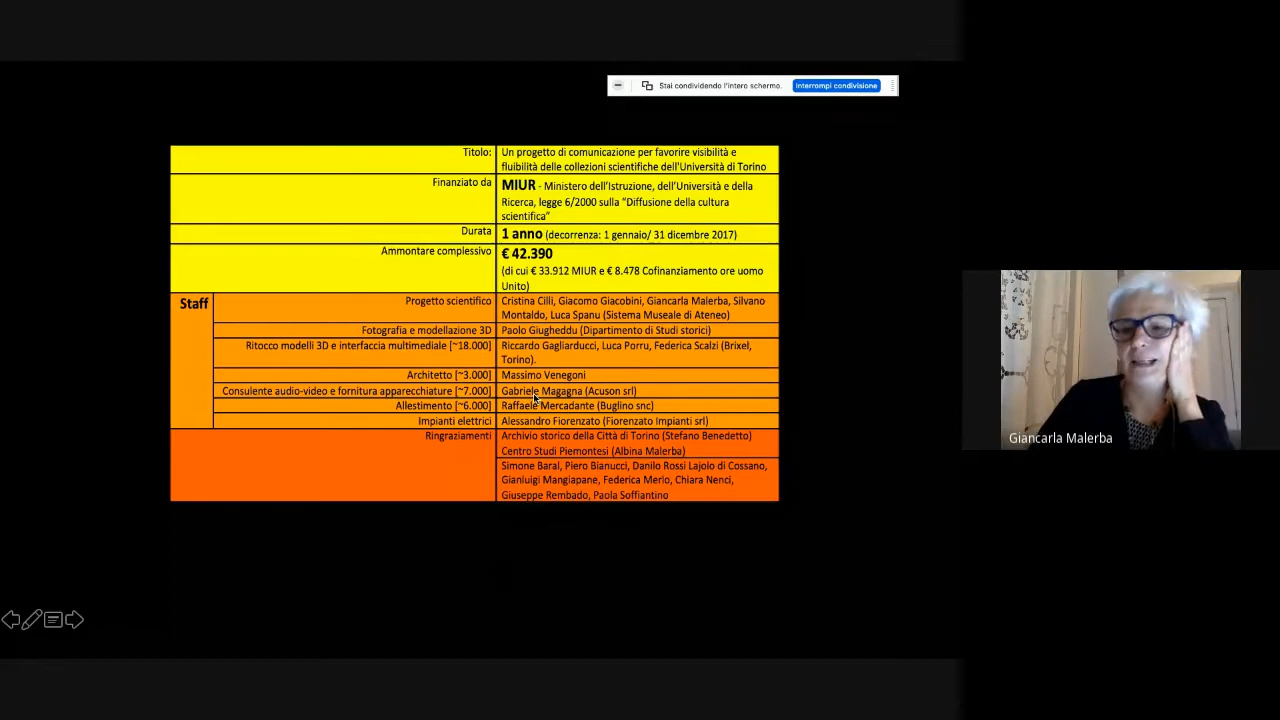 Stai condividendo l'intero schermo. Interrompi condivisione
Titolo: Un progetto di comunicazione per favorire visibilità e
fluibilità delle collezioni scientifiche dell'Università di Torino
Finanziato da MIUR - Ministero dell'Istruzione, dell'Università e della
Ricerca, legge 6/2000 sulla "Diffusione della cultura
scientifica"
Durata 1 anno (decorrenza: 1 gennaio/ 31 dicembre 2017)
Ammontare complessivo € 42.390
(di cui € 33.912 MIUR e € 8.478 Cofinanziamento ore uomo
Unito)
Staff Progetto scientifico Cristina Cilli, Giacomo Giacobini, Giancarla Malerba, Silvano
Montaldo, Luca Spanu (Sistema Museale di Ateneo)
Fotografia e modellazione 3D Paolo Giugheddu (Dipartimento di Studi storici)
Ritocco modelli 3D e interfaccia multimediale [~18.000] Riccardo Gagliarducci, Luca Porru, Federica Scalzi (Brixel,
Torino).
Architetto [~3.000] Massimo Venegoni
Consulente audio-video e fornitura apparecchiature [~7.000] Gabriele Magagna (Acuson srl)
Allestimento [~6.000] Raffaele Mercadante (Buglino snc)
Impianti elettrici Alessandro Fiorenzato (Fiorenzato Impianti srl)
Ringraziamenti Archivio storico della Città di Torino (Stefano Benedetto)
Centro Studi Piemontesi (Albina Malerba)
Simone Baral, Piero Bianucci, Danilo Rossi Lajolo di Cossano,
Gianluigi Mangiapane, Federica Merlo, Chiara Nenci,
Giuseppe Rembado, Paola Soffiantino
Giancarla Malerba